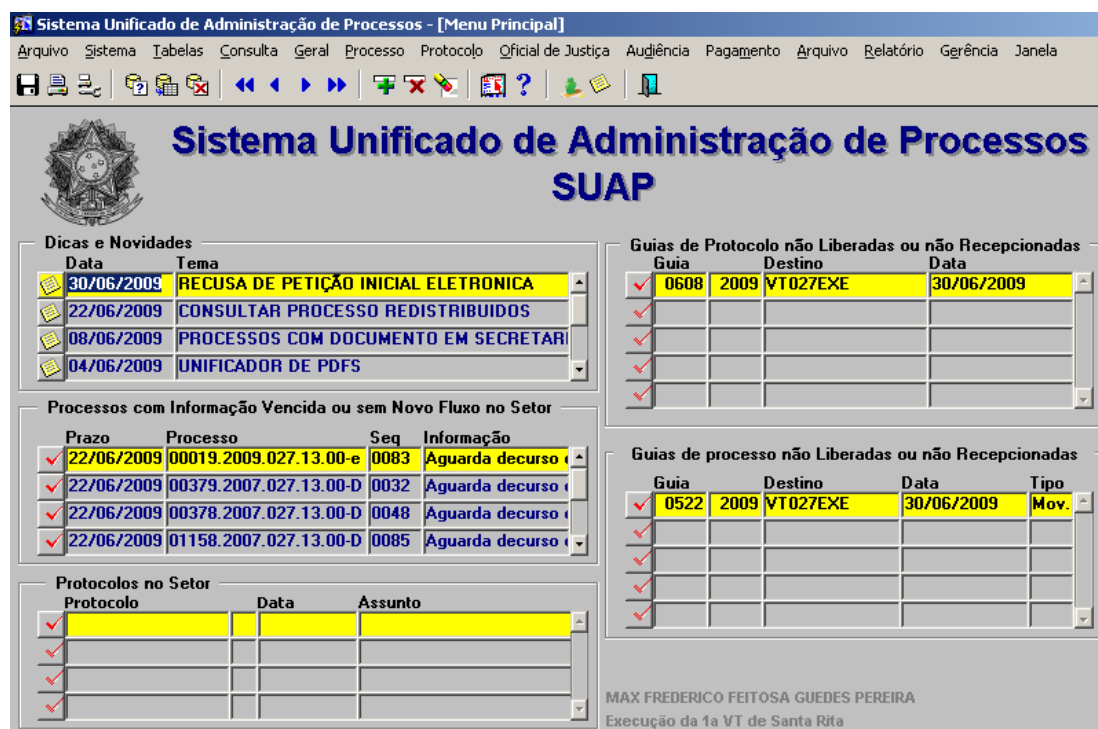 Sistema Unificado de Administração de Processos - [Menu Principal]
Arquivo Sistema Tabelas Consulta Geral Processo Protocolo Oficial de Justiça Audiência Pagamento Arquivo Relatório Gerência Janela
Sistema Unificado de Administração de Processos
SUAP
Dicas e Novidades
Data Tema
30/06/2009 RECUSA DE PETIÇÃO INICIAL ELETRONICA
22/06/2009 CONSULTAR PROCESSO REDISTRIBUIDOS
08/06/2009 PROCESSOS COM DOCUMENTO EM SECRETARI
04/06/2009 UNIFICADOR DE PDFS
Processos com Informação Vencida ou sem Novo Fluxo no Setor
Prazo Processo Seq Informação
22/06/2009 00019.2009.027.13.00-e 0083 Aguarda decurso
22/06/2009 00379.2007.027.13.00-D 0032 Aguarda decurso
22/06/2009 00378.2007.027.13.00-D 0048 Aguarda decurso
22/06/2009 01158.2007.027.13.00-D 0085 Aguarda decurso
Protocolos no Setor
Protocolo Data Assunto
Guias de Protocolo não Liberadas ou não Recepcionadas
Guia Destino Data
0608 2009 VT027EXE 30/06/2009
Guias de processo não Liberadas ou não Recepcionadas
Guia Destino Data Tipo
0522 2009 VT027EXE 30/06/2009 Mov.
MAX FREDERICO FEITOSA GUEDES PEREIRA
Execução da 1a VT de Santa Rita